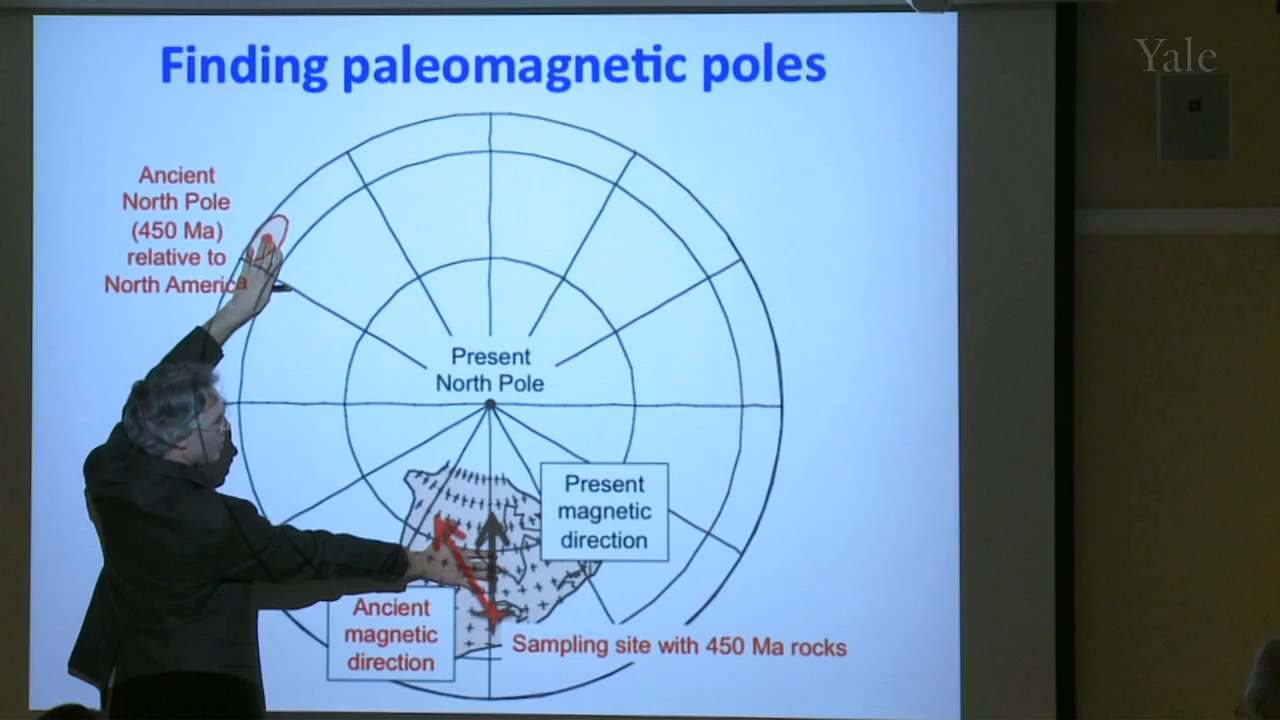 Finding paleomagnetic poles
Yale
Ancient
North Pole
(450 Ma)
relative to
North America
Present
North Pole
Present
magnetic
direction
Ancient
magnetic
direction
Sampling site with 450 Ma rocks